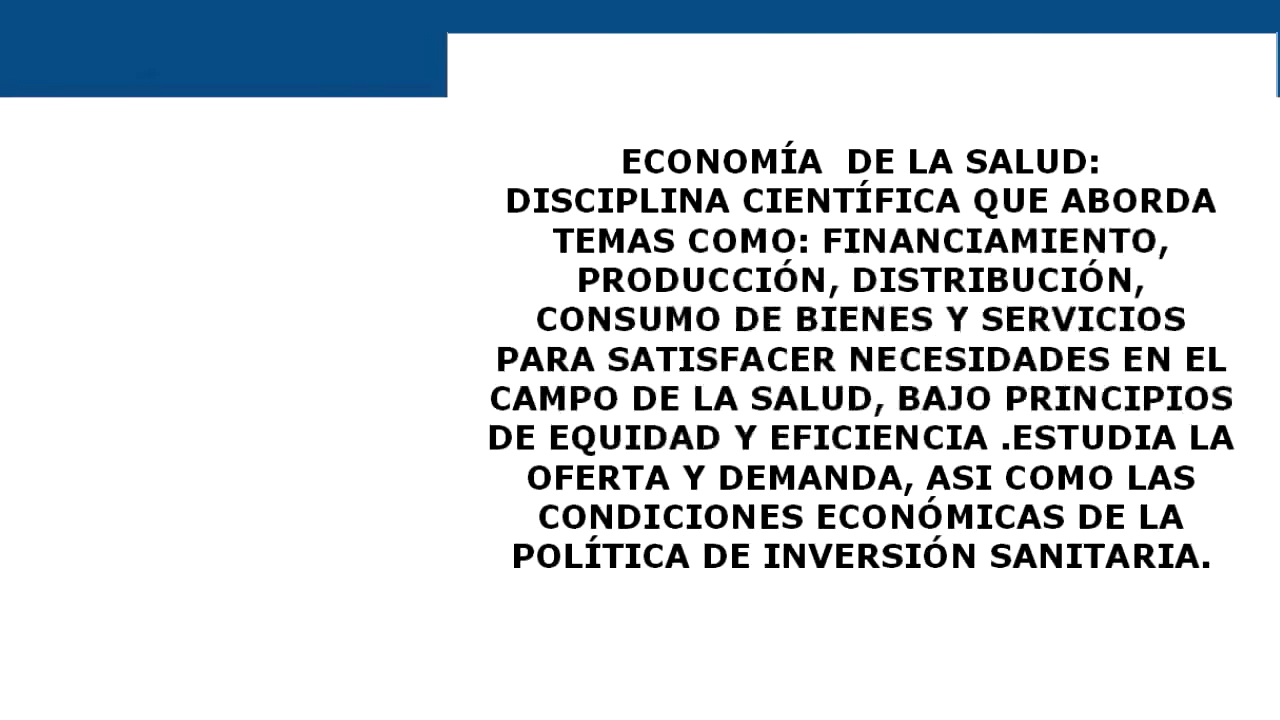 ECONOMÍA  DE LA SALUD:
DISCIPLINA CIENTÍFICA QUE ABORDA
TEMAS COMO: FINANCIAMIENTO,
PRODUCCIÓN, DISTRIBUCIÓN,
CONSUMO DE BIENES Y SERVICIOS
PARA SATISFACER NECESIDADES EN EL
CAMPO DE LA SALUD, BAJO PRINCIPIOS
DE EQUIDAD Y EFICIENCIA .ESTUDIA LA
OFERTA Y DEMANDA, ASI COMO LAS
CONDICIONES ECONÓMICAS DE LA
POLÍTICA DE INVERSIÓN SANITARIA.